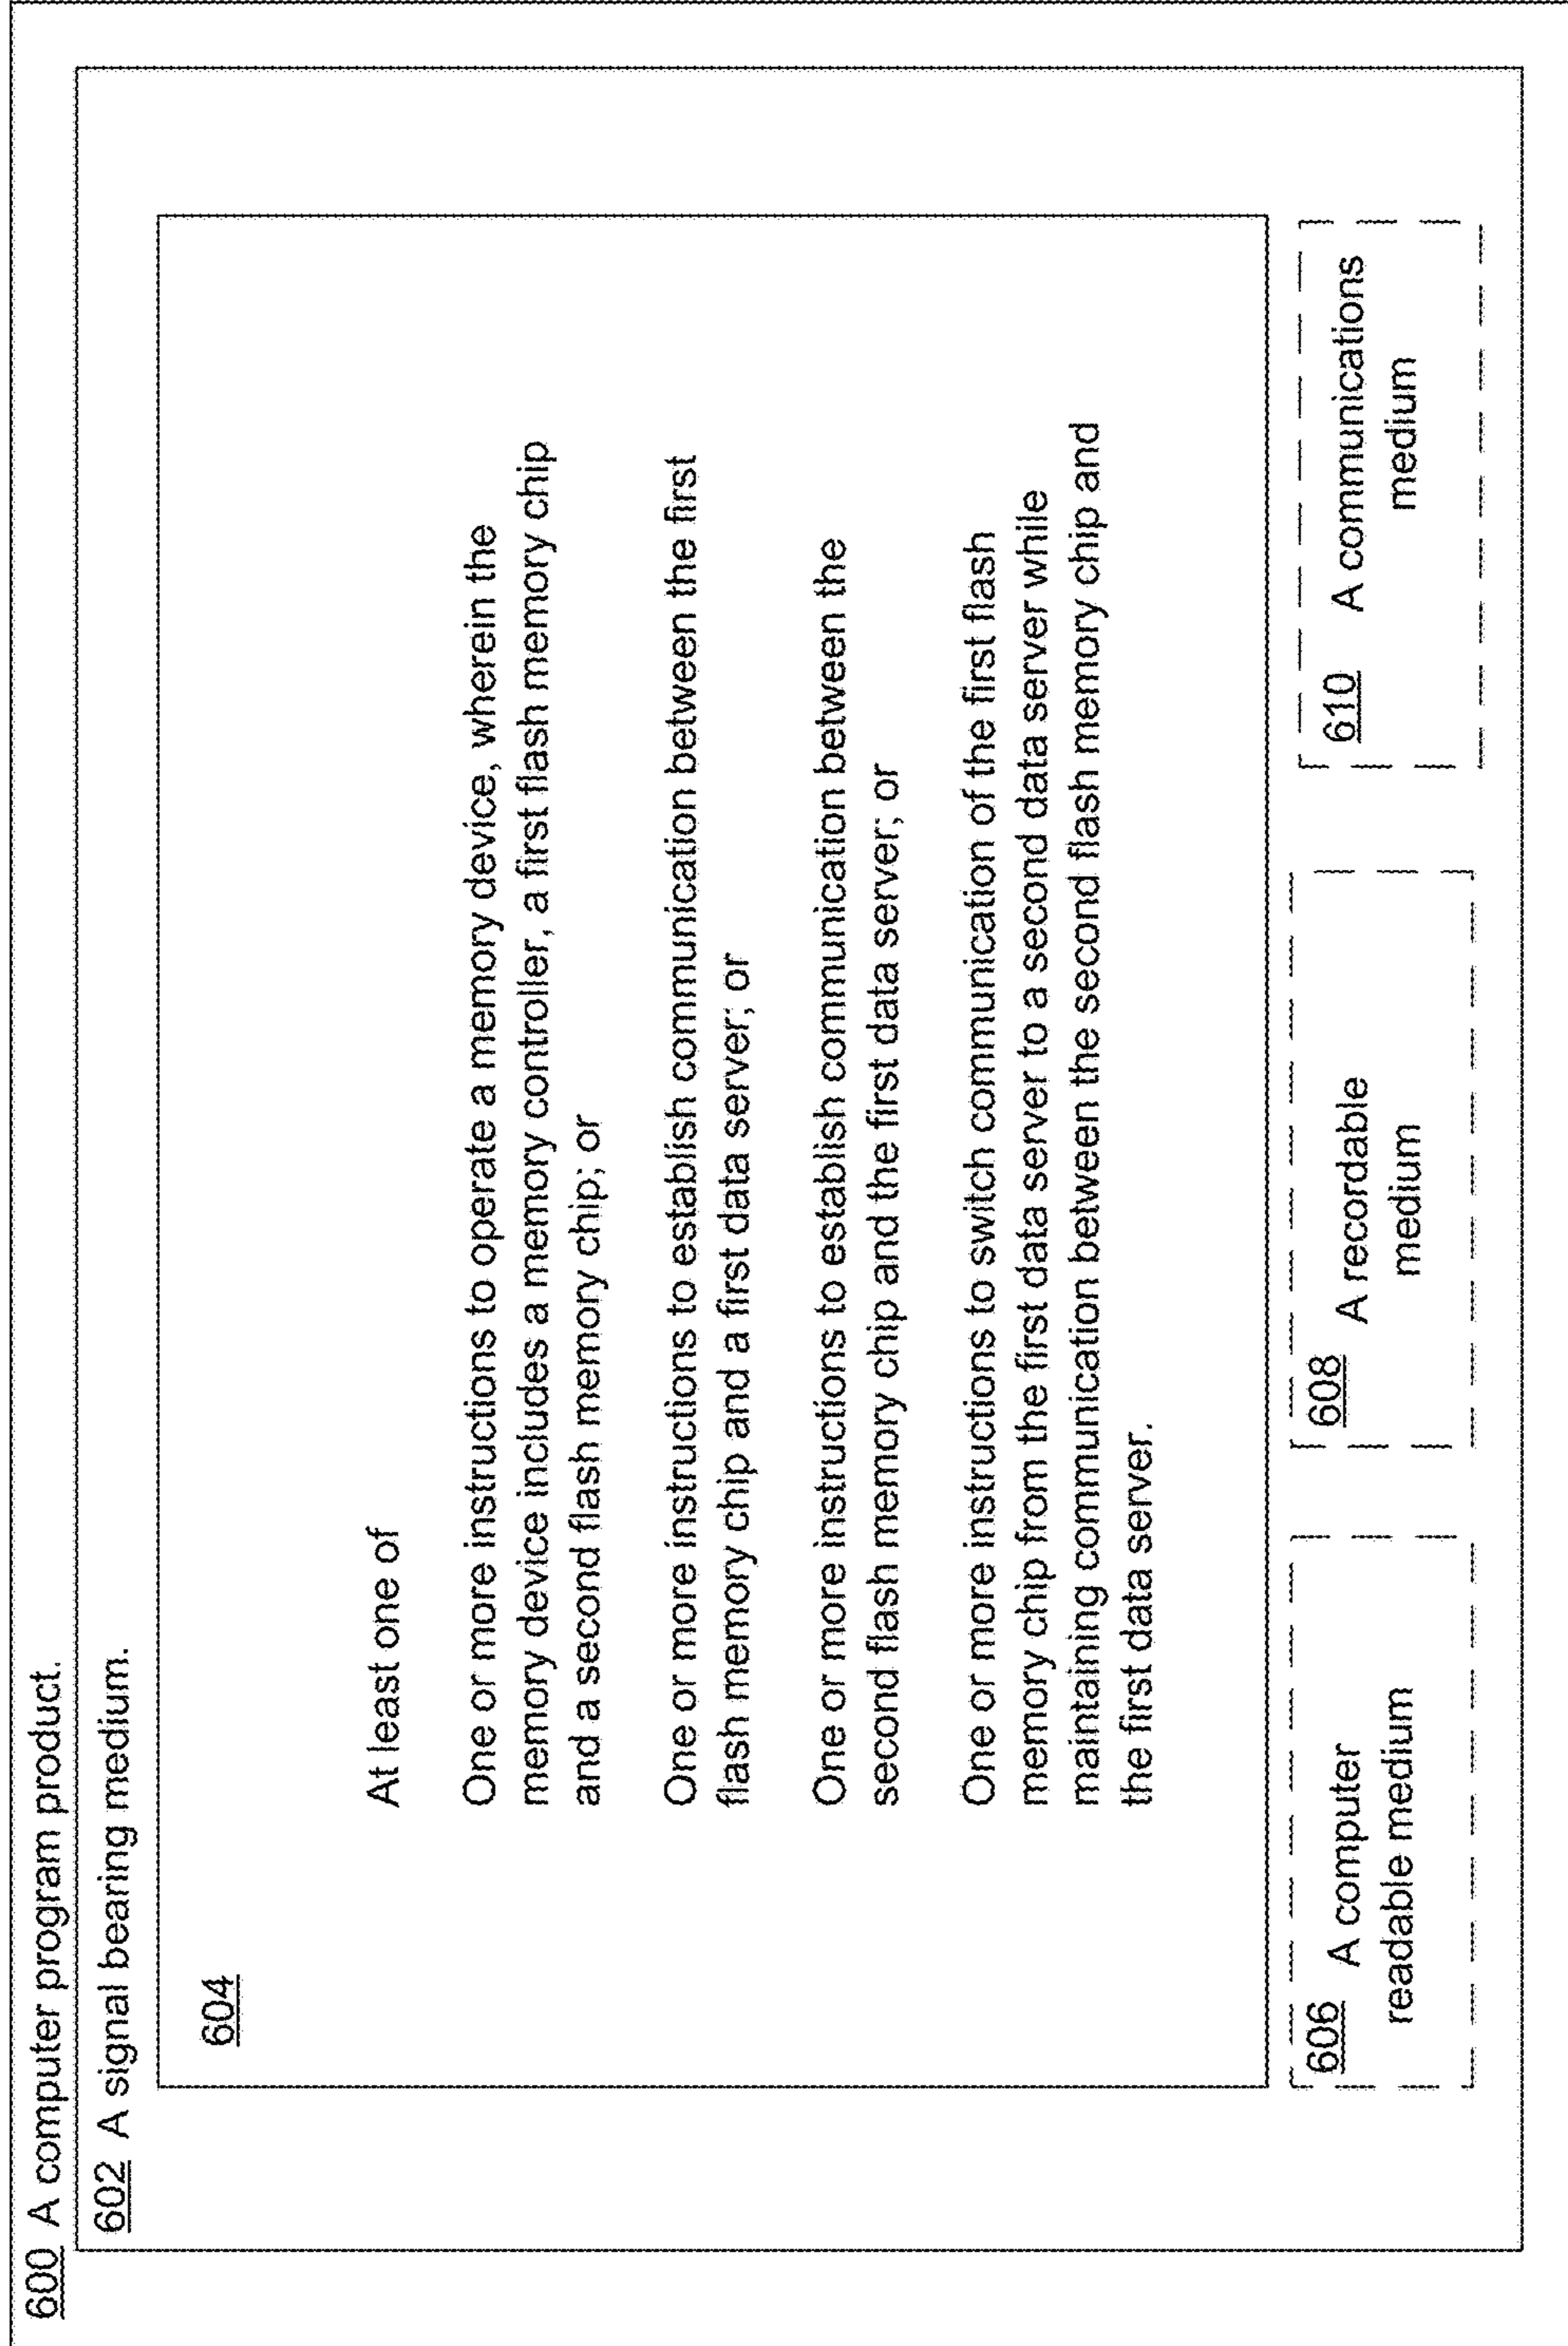 600 A computer program product.
602 A signal bearing medium.
604
At least one of
One or more instructions to operate a memory device, wherein the
memory device includes a memory controller, a first flash memory chip
and a second flash memory chip; or
One or more instructions to establish communication between the first
flash memory chip and a first data server; or
One or more instructions to establish communication between the
second flash memory chip and the first data server; or
One or more instructions to switch communication of the first flash
memory chip from the first data server to a second data server while
maintaining communication between the second flash memory chip and
the first data server.
606 A computer
readable medium
608 A recordable
medium
610 A communications
medium